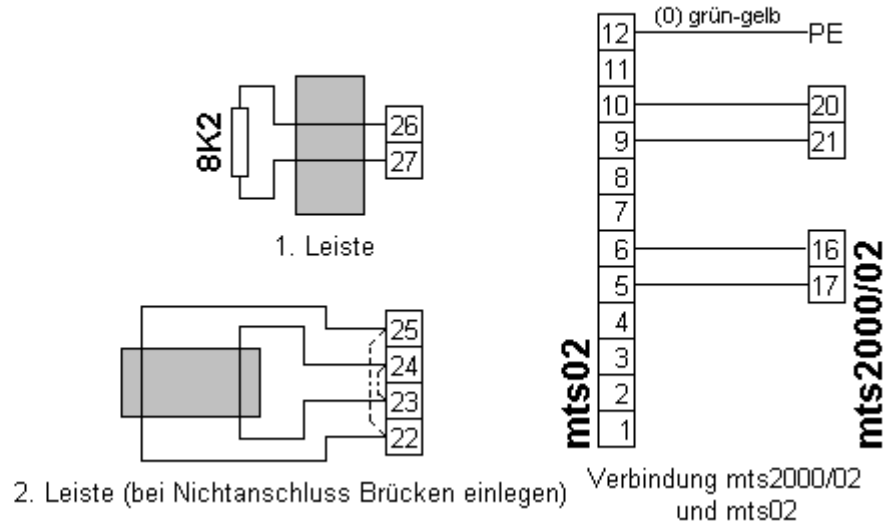 8K2
26
27
1. Leiste
25
24
23
22
2. Leiste (bei Nichtanschluss Brücken einlegen)
(0) grün-gelb
12
PE
11
10
20
9
21
8
7
6
16
5
17
4
3
2
1
mts02
mts2000/02
Verbindung mts2000/02
und mts02